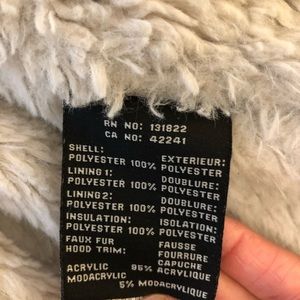 RN NO: 131822
CA NO: 42241
SHELL: EXTERIEUR:
POLYESTER 100% POLYESTER
LINING 1: DOUBLURE:
POLYESTER 100% POLYESTER
LINING2: DOUBLURE:
POLYESTER 100% POLYESTER
INSULATION: ISOLATION:
POLYESTER 100% POLYESTER
FAUX FUR FAUSSE
HOOD TRIM: FOURRURE
CAPUCHE
ACRYLIC 95% ACRYLIQUE
MODACRYLIC
5% MODACRYLIQUE